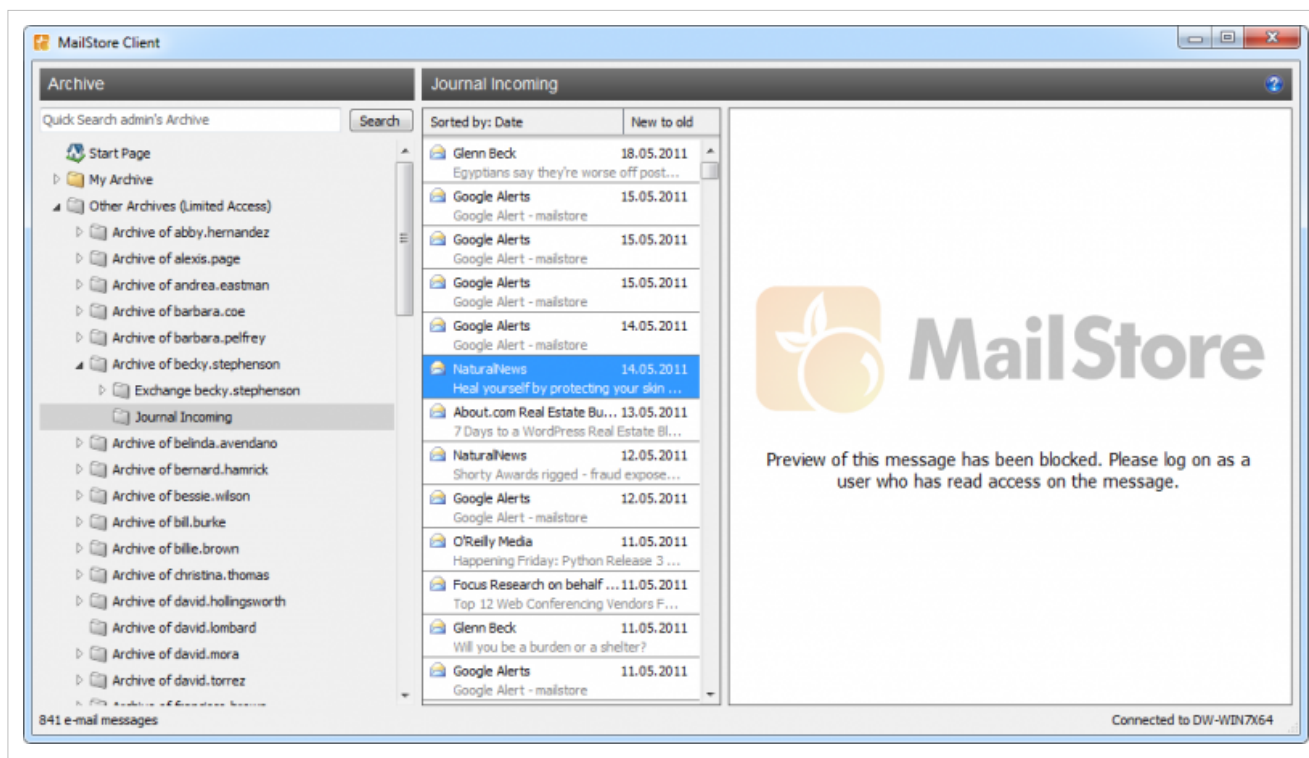 MailStore Client
Archive
Quick Search admin's Archive
Search
Start Page
My Archive
Other Archives (Limited Access)
Archive of abby.hernandez
Archive of alexis.page
Archive of andrea.eastman
Archive of barbara.coe
Archive of barbara.pelfrey
Archive of becky.stephenson
Exchange becky.stephenson
Journal Incoming
Archive of belinda.avendano
Archive of bernard.hamrick
Archive of bessie.wilson
Archive of bill.burke
Archive of billie.brown
Archive of christina.thomas
Archive of david.hollingsworth
Archive of david.lombard
Archive of david.mora
Archive of david.torrez
841 e-mail messages
Journal Incoming
Sorted by: Date New to old
Glenn Beck 18.05.2011
Egyptians say they're worse off post...
Google Alerts 15.05.2011
Google Alert - mailstore
Google Alerts 15.05.2011
Google Alert - mailstore
Google Alerts 15.05.2011
Google Alert - mailstore
Google Alerts 14.05.2011
Google Alert - mailstore
NaturalNews 14.05.2011
Heal yourself by protecting your skin ...
About.com Real Estate Bu... 13.05.2011
7 Days to a WordPress Real Estate Bl...
NaturalNews 12.05.2011
Shorty Awards rigged - fraud expose...
Google Alerts 12.05.2011
Google Alert - mailstore
O'Reilly Media 11.05.2011
Happening Friday: Python Release 3 ...
Focus Research on behalf ... 11.05.2011
Top 12 Web Conferencing Vendors F...
Glenn Beck 11.05.2011
Will you be a burden or a shelter?
Google Alerts 11.05.2011
Google Alert - mailstore
MailStore
Preview of this message has been blocked. Please log on as a
user who has read access on the message.
Connected to DW-WIN7X64